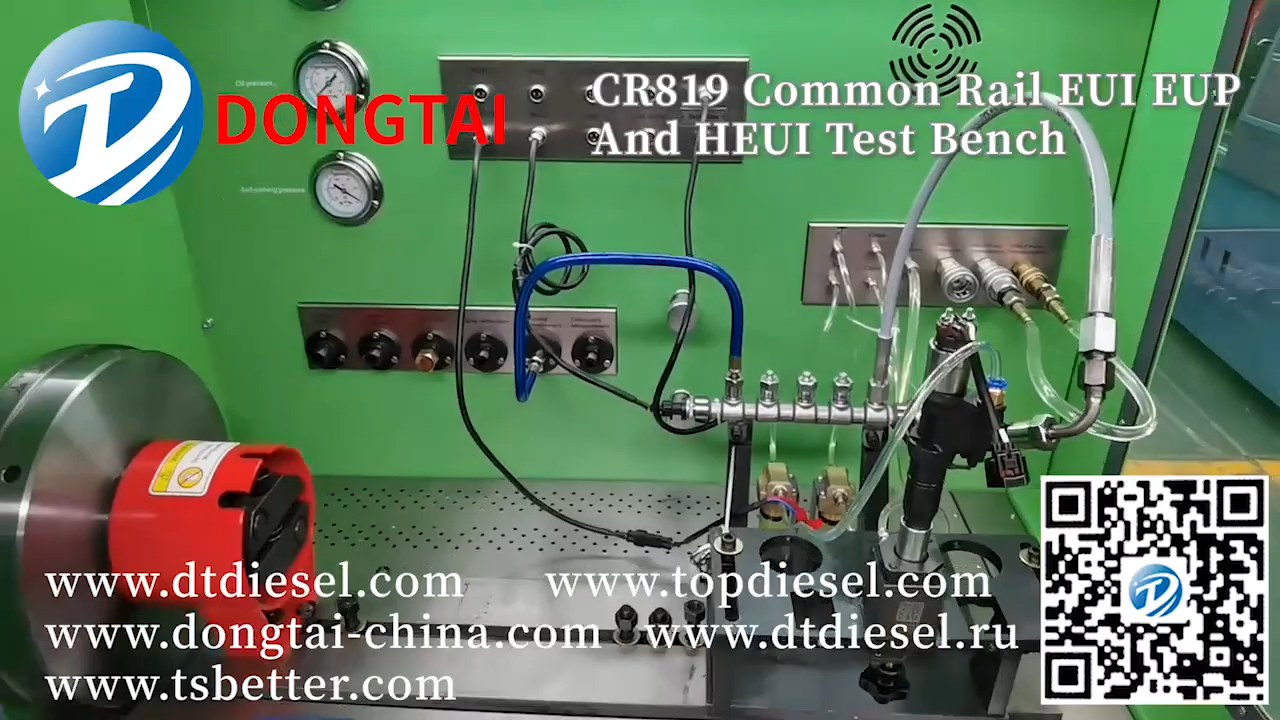 DONGTAI
CR819 Common Rail EUI EUP
And HEUI Test Bench
www.dtdiesel.com
www.topdiesel.com
www.dongtai-china.com
www.dtdiesel.ru
www.tsbetter.com